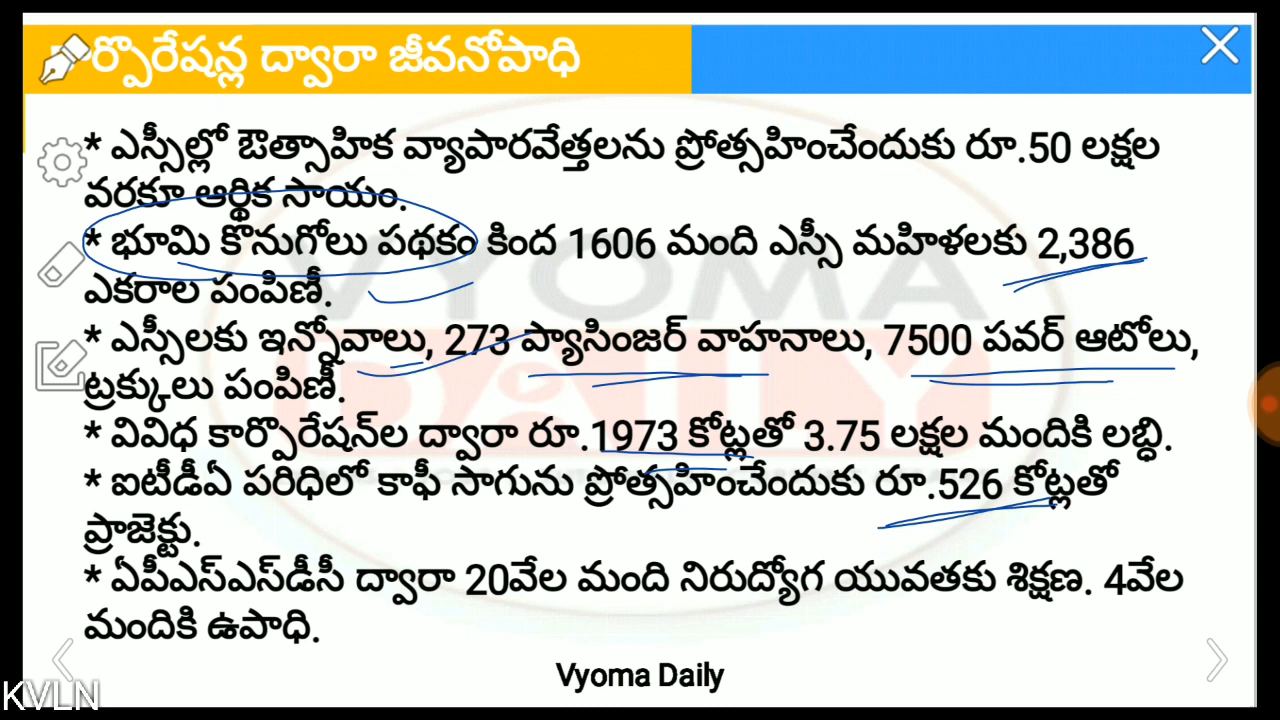 ర్పొరేషన్ల ద్వారా జీవనోపాధి
* ఎస్సీల్లో ఔత్సాహిక వ్యాపారవేత్తలను ప్రోత్సహించేందుకు రూ.50 లక్షల
వరకూ ఆర్థిక సాయం.
* భూమి కొనుగోలు పథకం కింద 1606 మంది ఎస్సీ మహిళలకు 2,386
ఎకరాల పంపిణీ.
* ఎస్సీలకు ఇన్నోవాలు, 273 ప్యాసింజర్ వాహనాలు, 7500 పవర్ ఆటోలు,
ట్రక్కులు పంపిణీ.
* వివిధ కార్పొరేషన్‌ల ద్వారా రూ.1973 కోట్లతో 3.75 లక్షల మందికి లబ్ధి.
* ఐటీడీఏ పరిధిలో కాఫీ సాగును ప్రోత్సహించేందుకు రూ.526 కోట్లతో
ప్రాజెక్టు.
* ఏపీఎస్ఎస్‌డీసీ ద్వారా 20వేల మంది నిరుద్యోగ యువతకు శిక్షణ. 4వేల
మందికి ఉపాధి.
Vyoma Daily
KVLN
VYOMA
DAILY